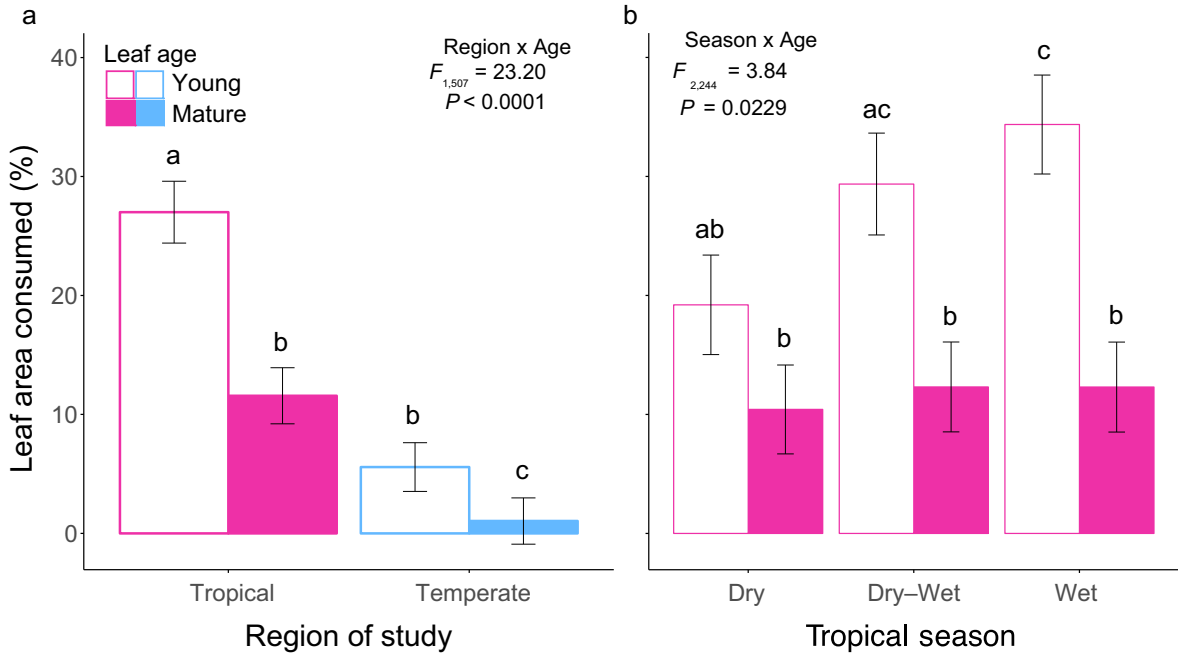 a
Leaf age
Young
Mature
Region x Age
F1,507 = 23.20
P < 0.0001
Leaf area consumed (%)
40
30
20
10
0
a
b
b
c
Tropical
Temperate
Region of study
b
Season x Age
F2,244 = 3.84
P = 0.0229
ab
b
ac
b
c
b
Dry
Dry–Wet
Wet
Tropical season